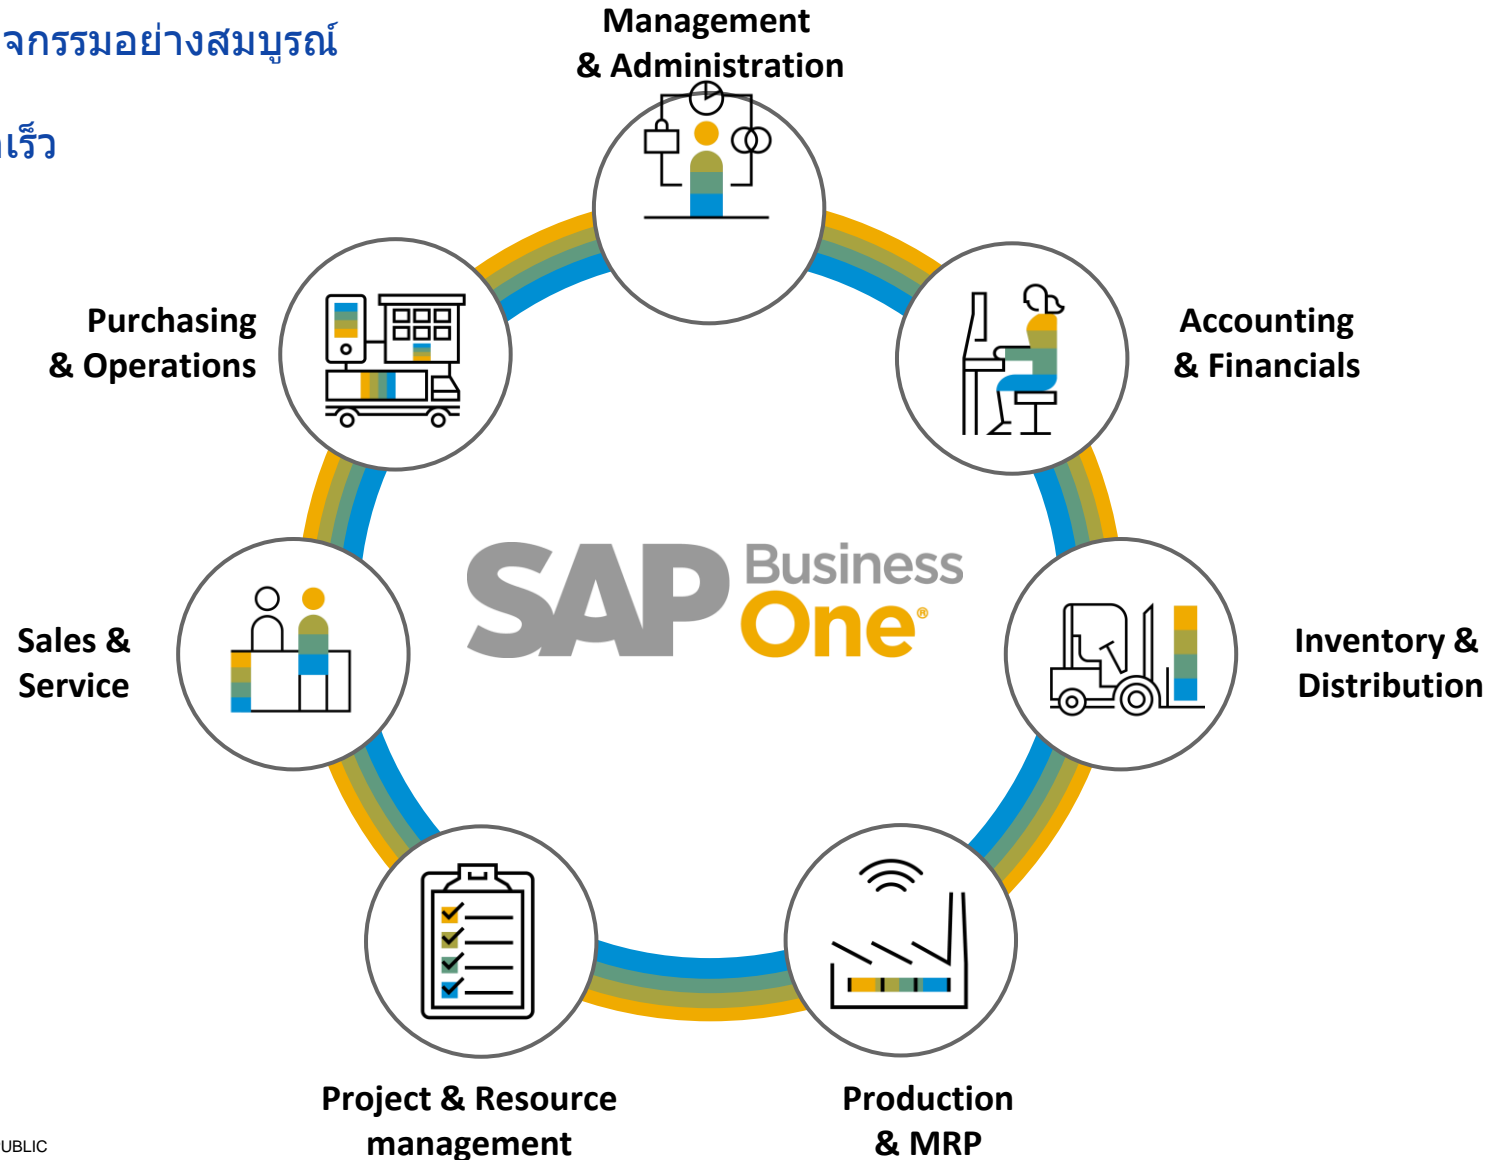 จกรรมอย่างสมบูรณ์
Management
& Administration
เร็ว
Purchasing
& Operations
Accounting
& Financials
SAP Business
One®
Sales &
Service
Inventory &
Distribution
Project & Resource
management
Production
& MRP
PUBLIC